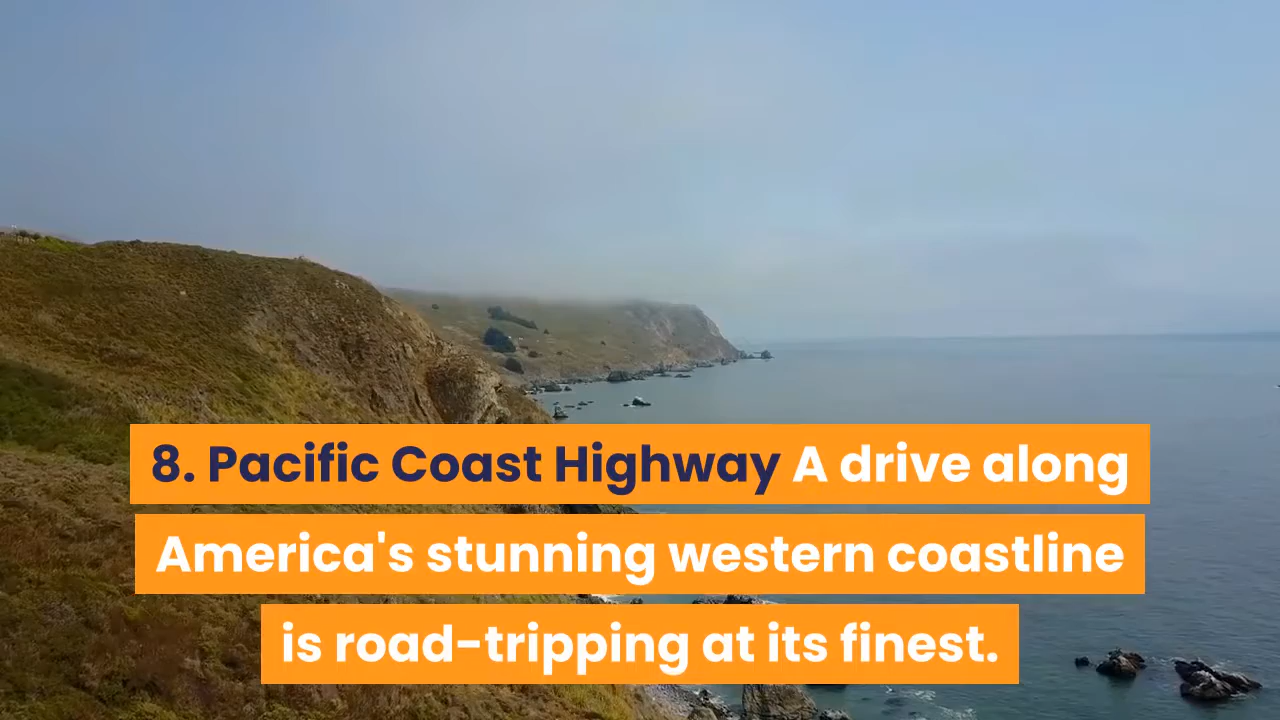 8. Pacific Coast Highway A drive along
America's stunning western coastline
is road-tripping at its finest.